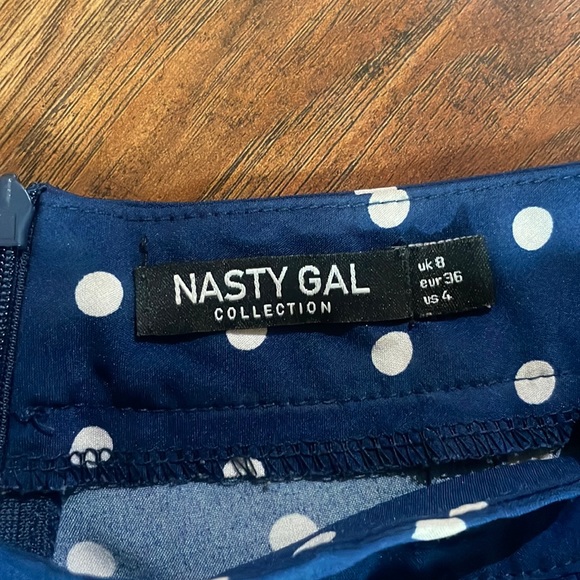 NASTY GAL
COLLECTION
uk 8
eur 36
us 4